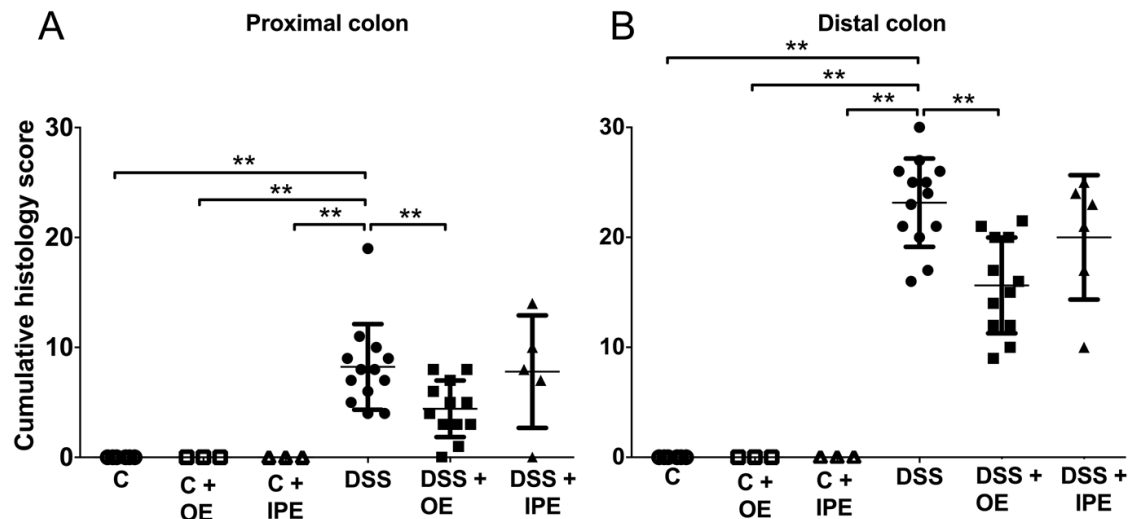 A
Proximal colon
B
Distal colon
Cumulative histology score
30
20
10
0
**
**
**
**
C
C +
OE
C +
IPE
DSS
DSS +
OE
DSS +
IPE
30
20
10
0
**
**
**
**
C
C +
OE
C +
IPE
DSS
DSS +
OE
DSS +
IPE